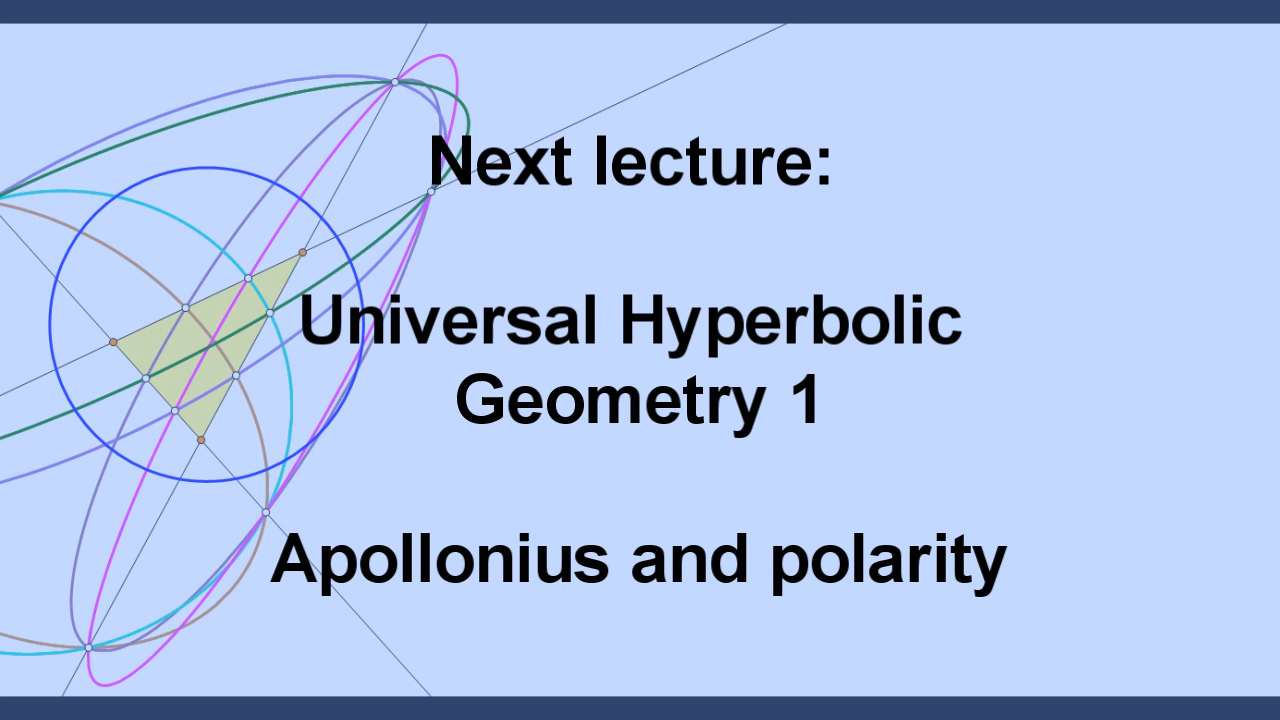 Next lecture:
Universal Hyperbolic
Geometry 1
Apollonius and polarity